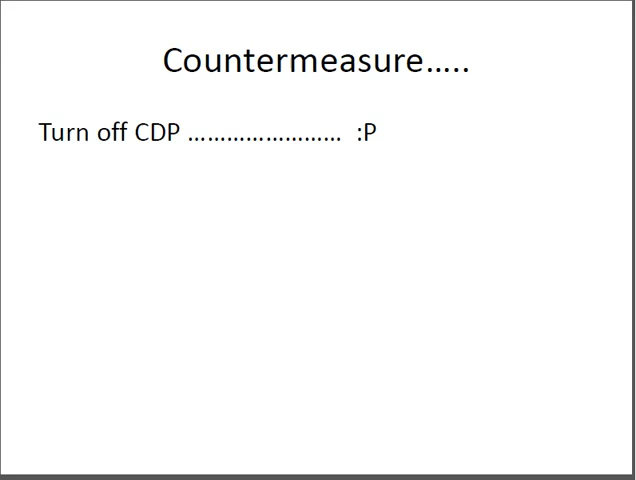 Countermeasure…..
Turn off CDP …………………… :P